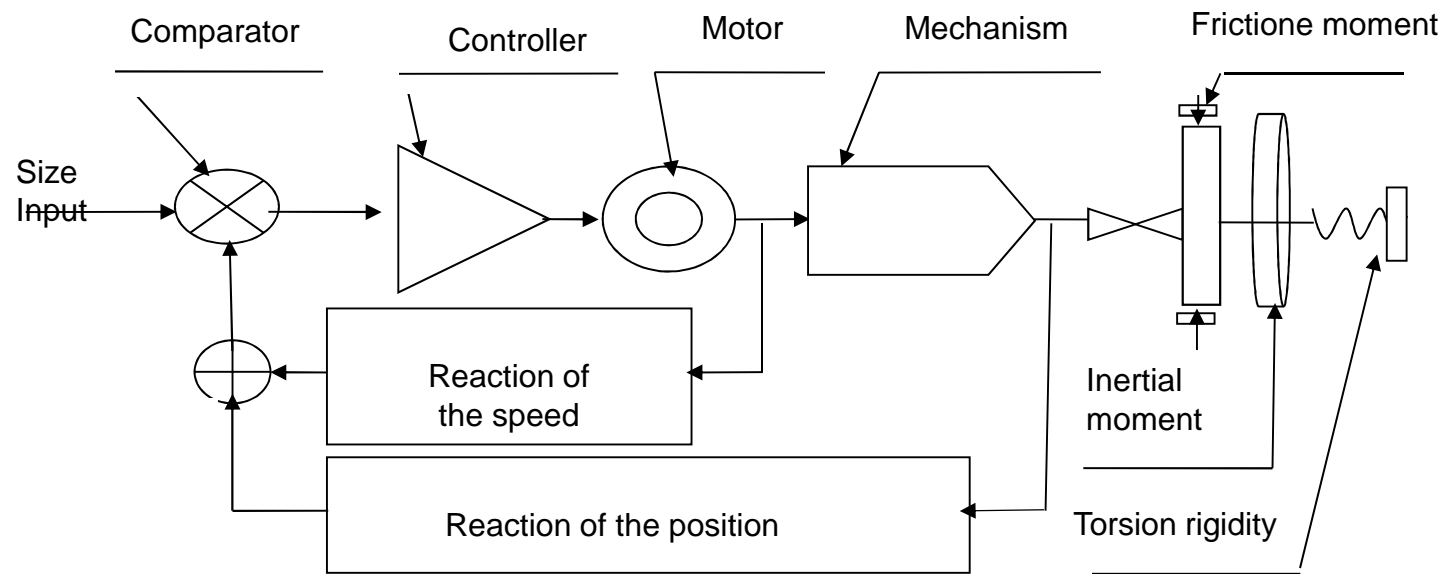 Comparator
Controller
Motor
Mechanism
Frictione moment
Size
Input
Reaction of
the speed
Inertial
moment
Reaction of the position
Torsion rigidity